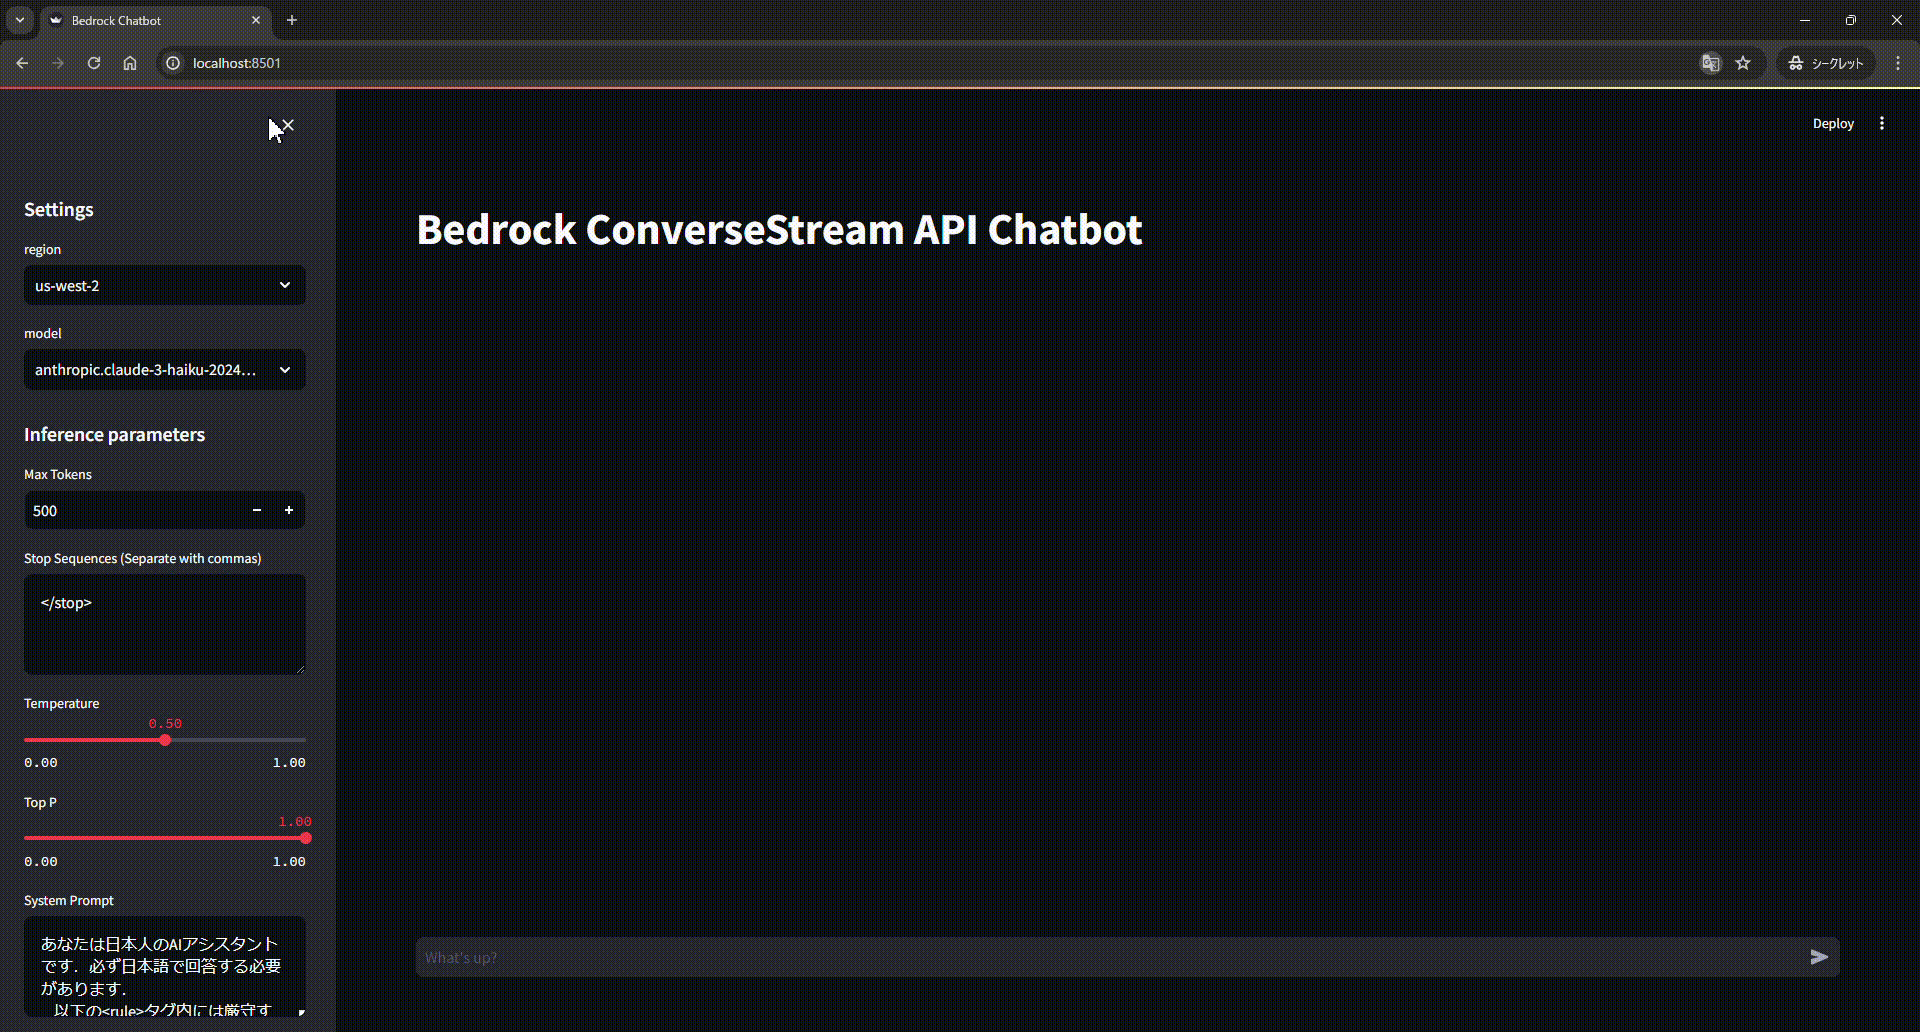 Bedrock Chatbot
localhost:8501
シークレット
Deploy
Settings
region
us-west-2
model
anthropic.claude-3-haiku-2024...
Inference parameters
Max Tokens
500
Stop Sequences (Separate with commas)
</stop>
Temperature
0.50
0.00 1.00
Top P
1.00
0.00 1.00
System Prompt
あなたは日本人のAIアシスタント
です．必ず日本語で回答する必要
があります．
以下の<rule>タグ内には厳守す
Bedrock ConverseStream API Chatbot
What's up?